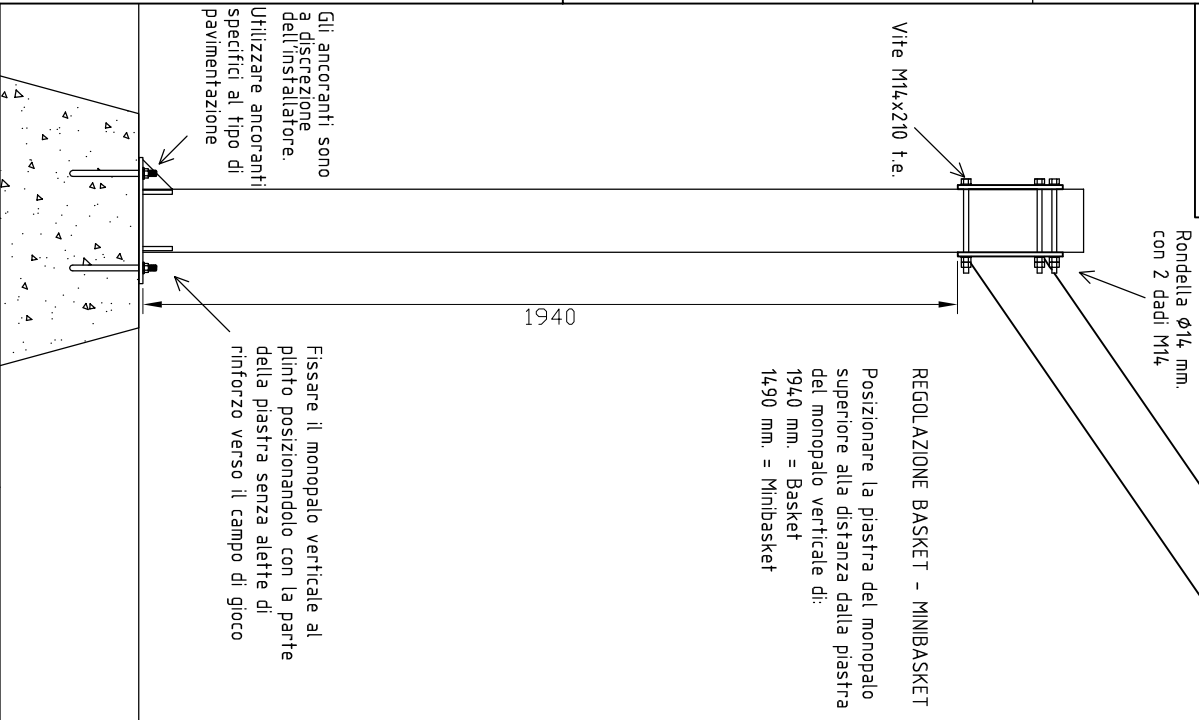 Rondella Ø14 mm.
con 2 dadi M14
Vite M14x210 t.e.
REGOLAZIONE BASKET - MINIBASKET
Posizionare la piastra del monopalo
superiore alla distanza dalla piastra
del monopalo verticale di:
1940 mm. = Basket
1490 mm. = Minibasket
1940
Gli ancoranti sono
a discrezione
dell'installatore.
Utilizzare ancoranti
specifici al tipo di
pavimentazione
Fissare il monopalo verticale al
plinto posizionandolo con la parte
della piastra senza alette di
rinforzo verso il campo di gioco